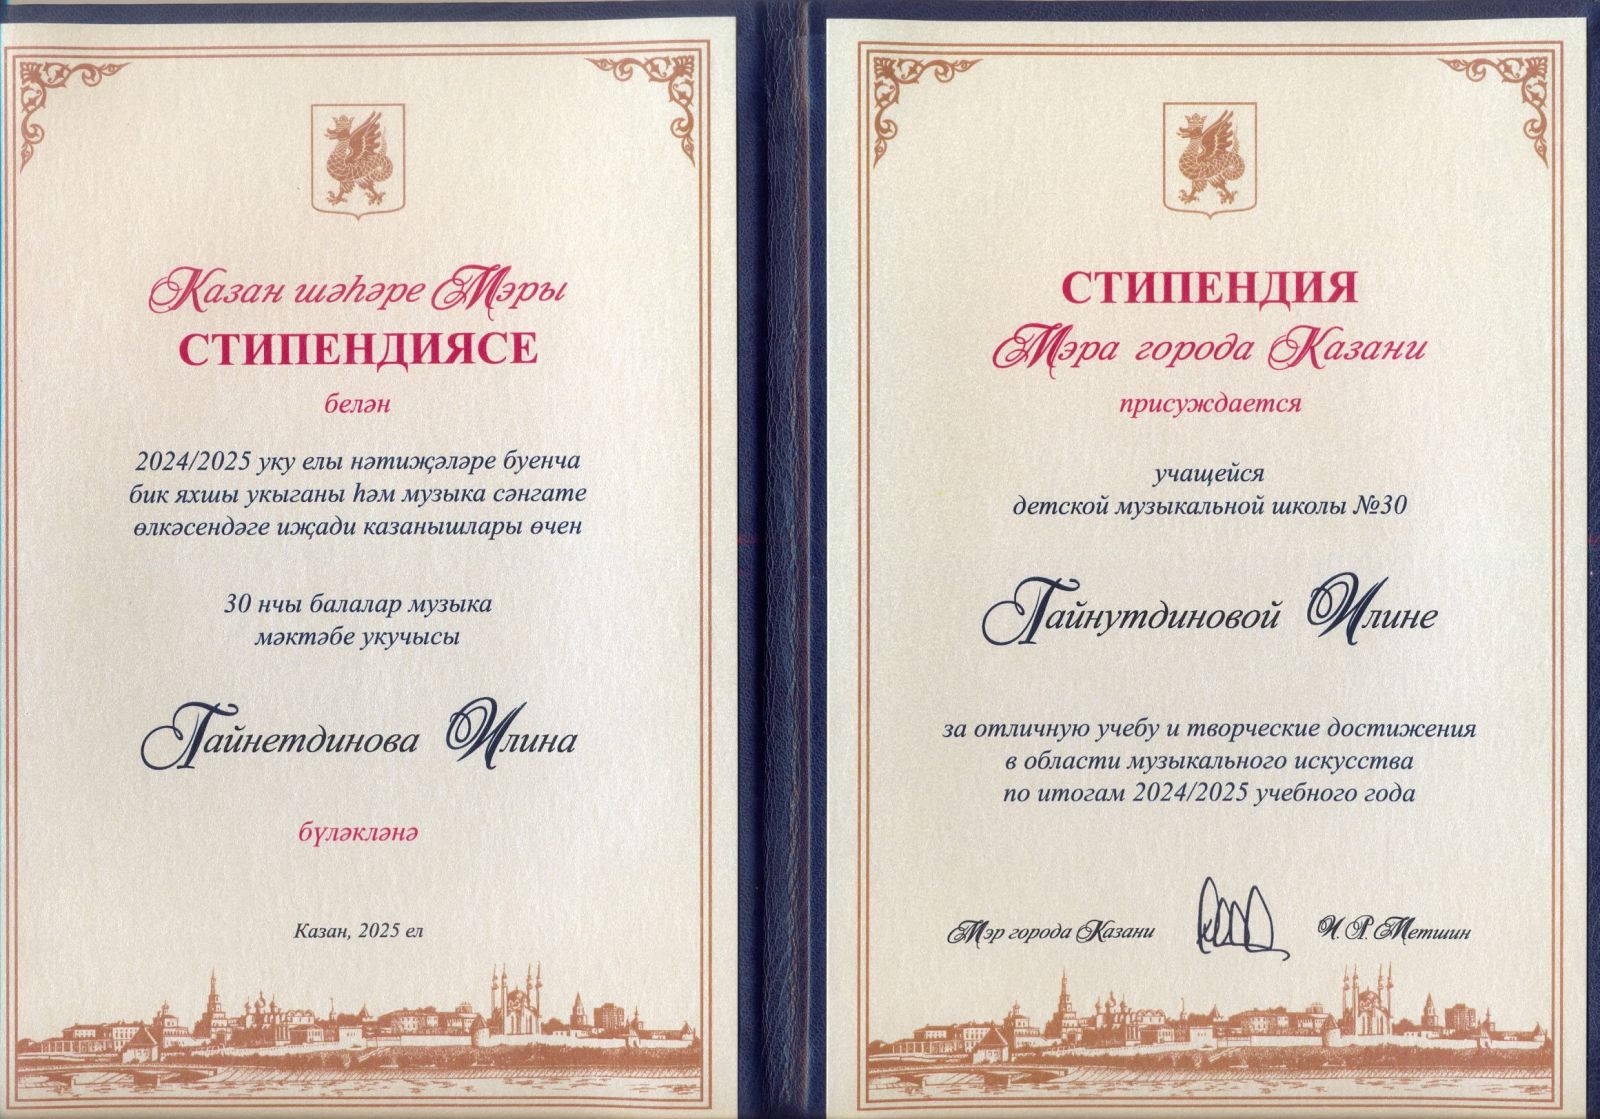 Казан шәһәре Мэры
СТИПЕНДИЯСЕ
белән
2024/2025 уку елы нәтиҗәләре буенча
бик яхшы укыганы һәм музыка сәнгате
өлкәсендәге иҗади казанышлары өчен
30 нчы балалар музыка
мәктәбе укучысы
Гайнетдинова Илина
бүләкләнә
Казан, 2025 ел
СТИПЕНДИЯ
Мэра города Казани
присуждается
учащейся
детской музыкальной школы №30
Гайнутдиновой Илине
за отличную учебу и творческие достижения
в области музыкального искусства
по итогам 2024/2025 учебного года
Мэр города Казани И. Р. Метшин